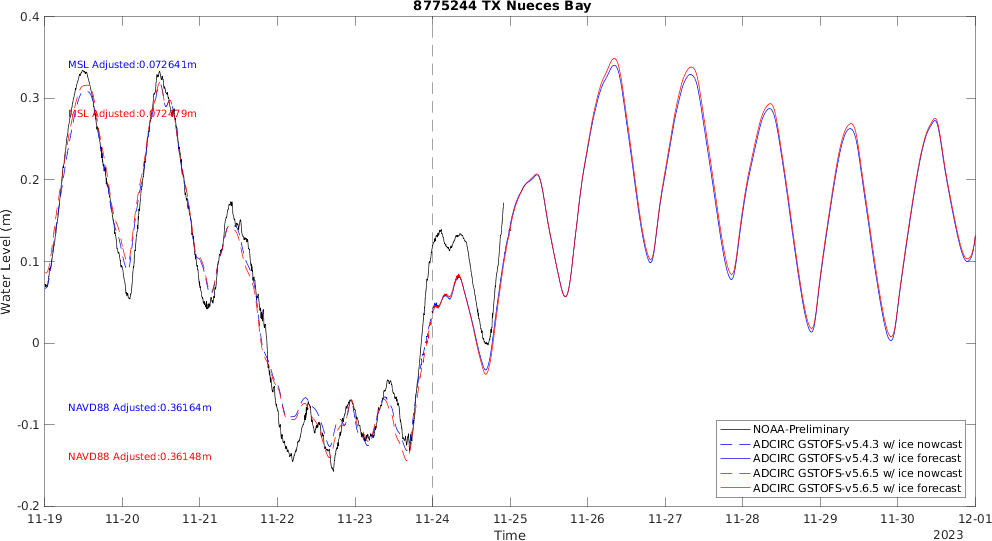 8775244 TX Nueces Bay
0.4
0.3
0.2
0.1
0
-0.1
-0.2
Water Level (m)
MSL Adjusted:0.072641m
MSL Adjusted:0.072479m
NAVD88 Adjusted:0.36164m
NAVD88 Adjusted:0.36148m
NOAA-Preliminary
ADCIRC GSTOFS-v5.4.3 w/ ice nowcast
ADCIRC GSTOFS-v5.4.3 w/ ice forecast
ADCIRC GSTOFS-v5.6.5 w/ ice nowcast
ADCIRC GSTOFS-v5.6.5 w/ ice forecast
11-19 11-20 11-21 11-22 11-23 11-24 11-25 11-26 11-27 11-28 11-29 11-30 12-01
Time
2023